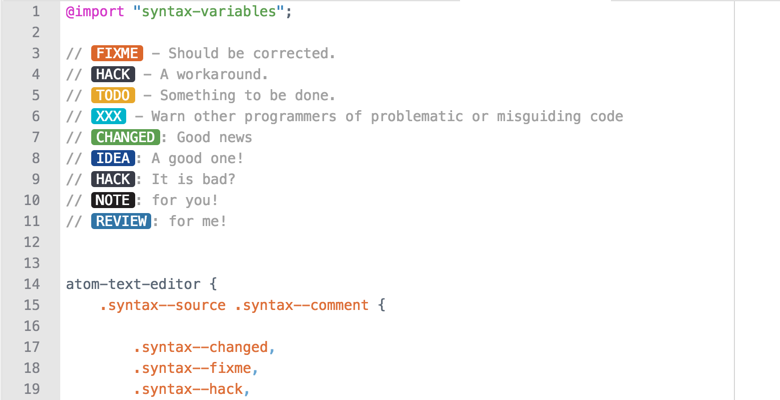 1 @import "syntax-variables";
2
3 // FIXME – Should be corrected.
4 // HACK – A workaround.
5 // TODO – Something to be done.
6 // XXX – Warn other programmers of problematic or misguiding code
7 // CHANGED: Good news
8 // IDEA: A good one!
9 // HACK: It is bad?
10 // NOTE: for you!
11 // REVIEW: for me!
12
13
14 atom-text-editor {
15 .syntax--source .syntax--comment {
16
17 .syntax--changed,
18 .syntax--fixme,
19 .syntax--hack,